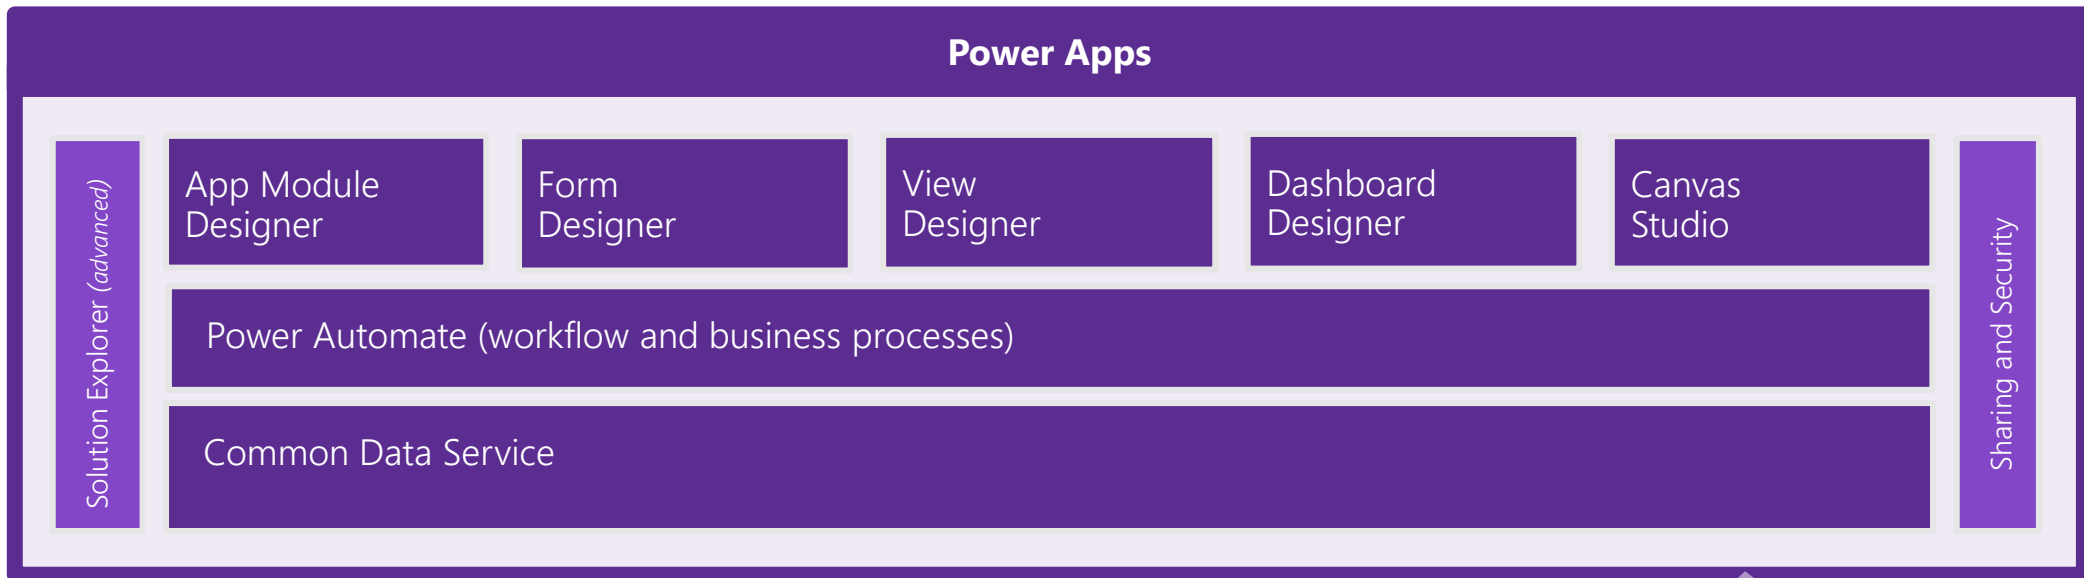 Power Apps
Solution Explorer (advanced)
App Module
Designer
Form
Designer
View
Designer
Dashboard
Designer
Canvas
Studio
Power Automate (workflow and business processes)
Common Data Service
Sharing and Security